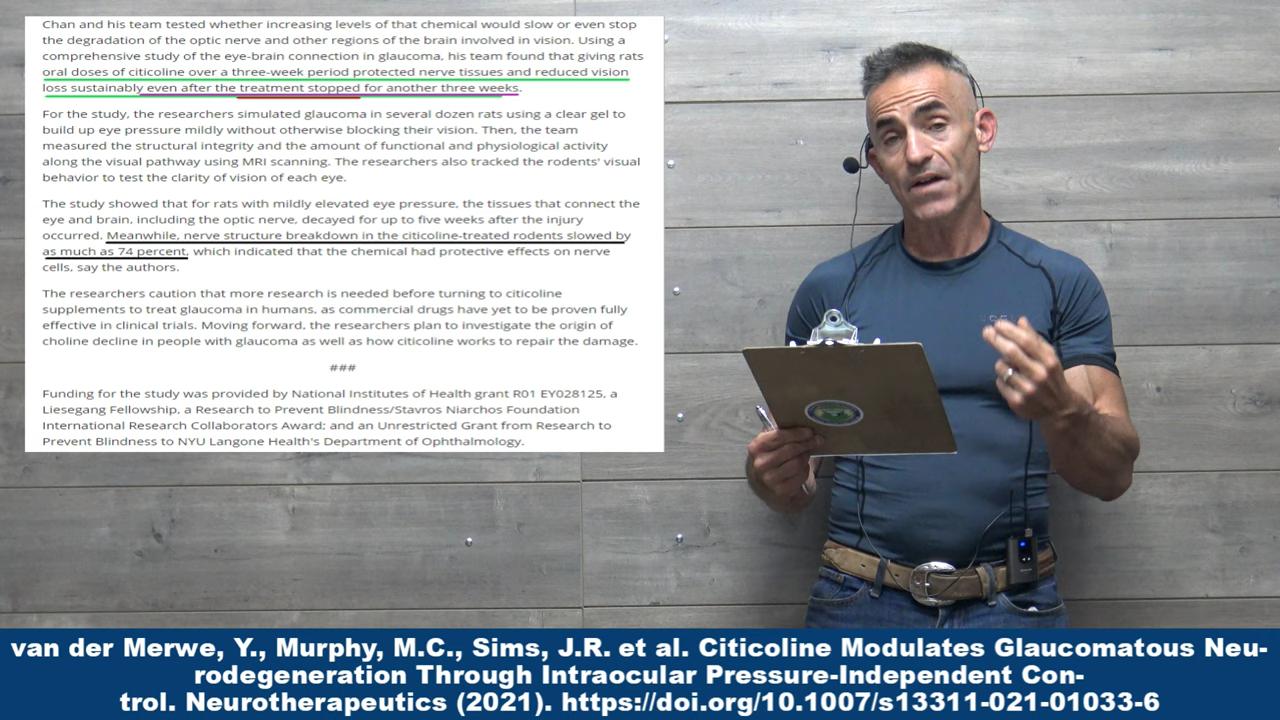 Chan and his team tested whether increasing levels of that chemical would slow or even stop
the degradation of the optic nerve and other regions of the brain involved in vision. Using a
comprehensive study of the eye-brain connection in glaucoma, his team found that giving rats
oral doses of citicoline over a three-week period protected nerve tissues and reduced vision
loss sustainably even after the treatment stopped for another three weeks.
For the study, the researchers simulated glaucoma in several dozen rats using a clear gel to
build up eye pressure mildly without otherwise blocking their vision. Then, the team
measured the structural integrity and the amount of functional and physiological activity
along the visual pathway using MRI scanning. The researchers also tracked the rodents' visual
behavior to test the clarity of vision of each eye.
The study showed that for rats with mildly elevated eye pressure, the tissues that connect the
eye and brain, including the optic nerve, decayed for up to five weeks after the injury
occurred. Meanwhile, nerve structure breakdown in the citicoline-treated rodents slowed by
as much as 74 percent, which indicated that the chemical had protective effects on nerve
cells, say the authors.
The researchers caution that more research is needed before turning to citicoline
supplements to treat glaucoma in humans, as commercial drugs have yet to be proven fully
effective in clinical trials. Moving forward, the researchers plan to investigate the origin of
choline decline in people with glaucoma as well as how citicoline works to repair the damage.
###
Funding for the study was provided by National Institutes of Health grant R01 EY028125, a
Liesegang Fellowship, a Research to Prevent Blindness/Stavros Niarchos Foundation
International Research Collaborators Award; and an Unrestricted Grant from Research to
Prevent Blindness to NYU Langone Health's Department of Ophthalmology.
van der Merwe, Y., Murphy, M.C., Sims, J.R. et al. Citicoline Modulates Glaucomatous Neu-
rodegeneration Through Intraocular Pressure-Independent Con-
trol. Neurotherapeutics (2021). https://doi.org/10.1007/s13311-021-01033-6